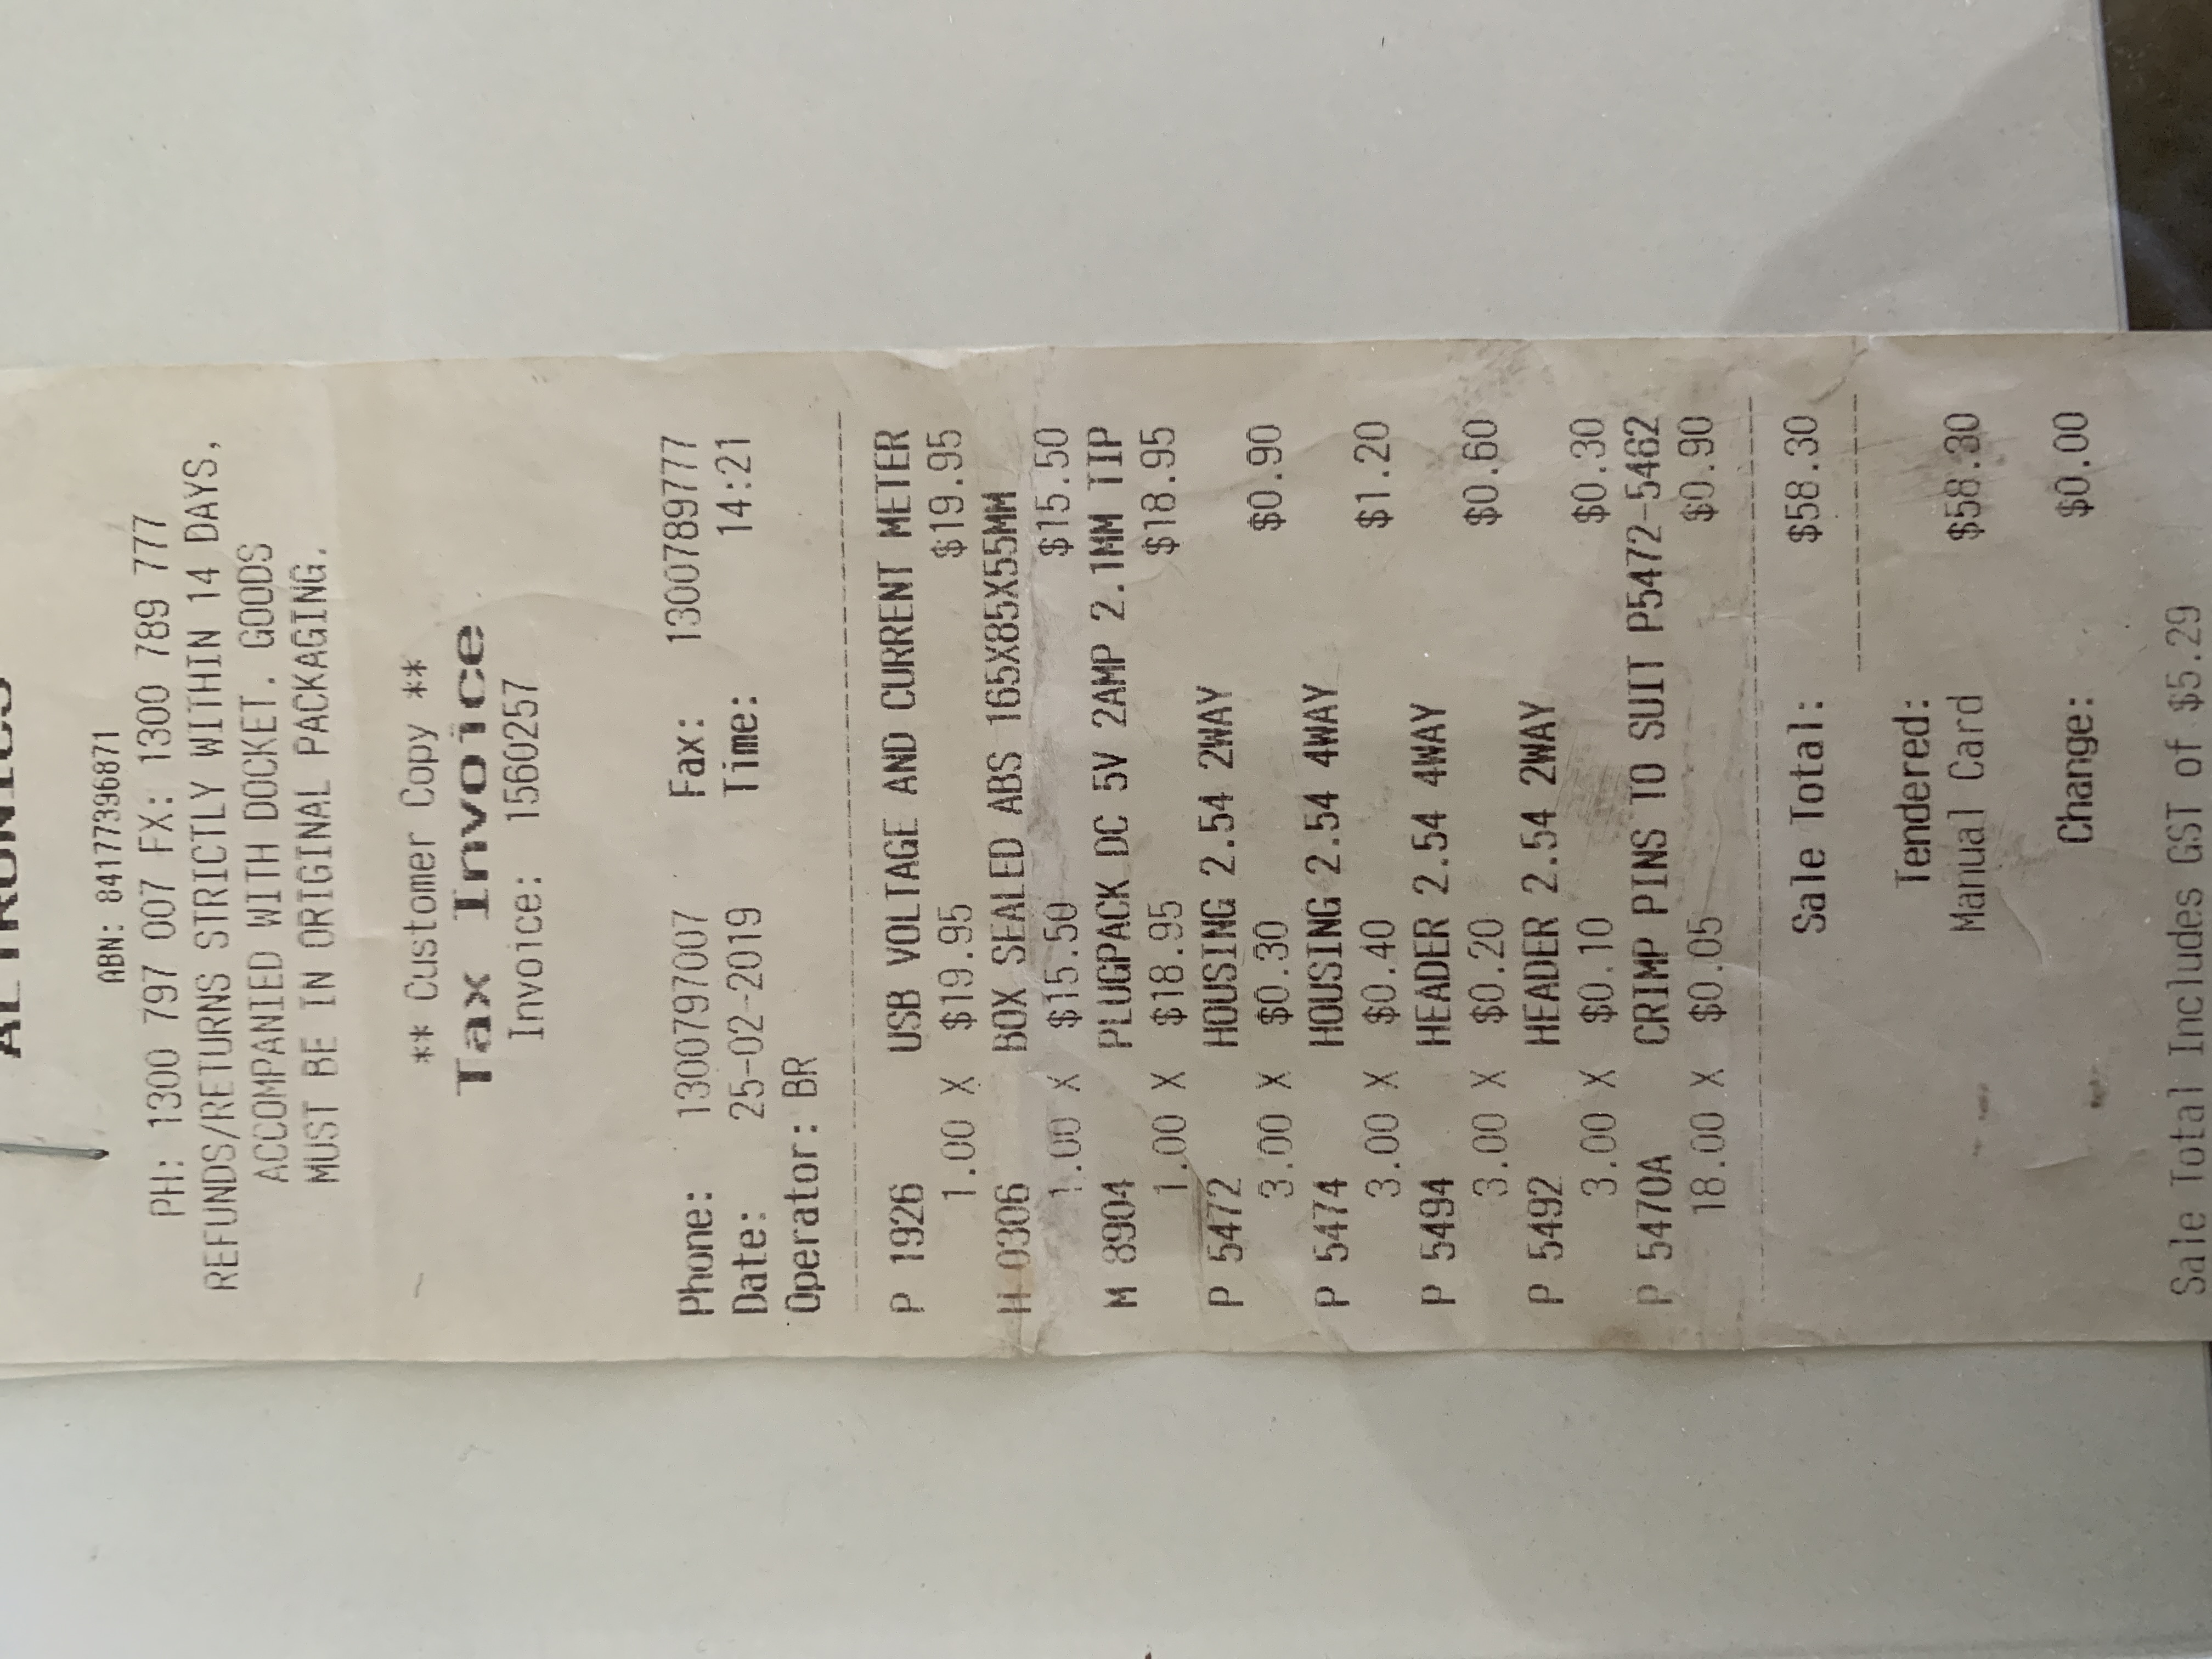 ALTRONICS
ABN: 84177396871
PH: 1300 797 007 FX: 1300 789 777
REFUNDS/RETURNS STRICTLY WITHIN 14 DAYS,
ACCOMPANIED WITH DOCKET. GOODS
MUST BE IN ORIGINAL PACKAGING.
** Customer Copy **
Tax Invoice
Invoice: 1560257
Phone: 1300797007 Fax: 1300789777
Date: 25-02-2019 Time: 14:21
Operator: BR
P 1926 USB VOLTAGE AND CURRENT METER
1.00 X $19.95 $19.95
H 0306 BOX SEALED ABS 165X85X55MM
1.00 X $15.50 $15.50
M 8904 PLUGPACK DC 5V 2AMP 2.1MM TIP
1.00 X $18.95 $18.95
P 5472 HOUSING 2.54 2WAY
3.00 X $0.30 $0.90
P 5474 HOUSING 2.54 4WAY
3.00 X $0.40 $1.20
P 5494 HEADER 2.54 4WAY
3.00 X $0.20 $0.60
P 5492 HEADER 2.54 2WAY
3.00 X $0.10 $0.30
P 5470A CRIMP PINS TO SUIT P5472-5482
18.00 X $0.05 $0.90
Sale Total: $58.30
Tendered:
Manual Card $58.30
Change: $0.00
Sale Total Includes GST of $5.29